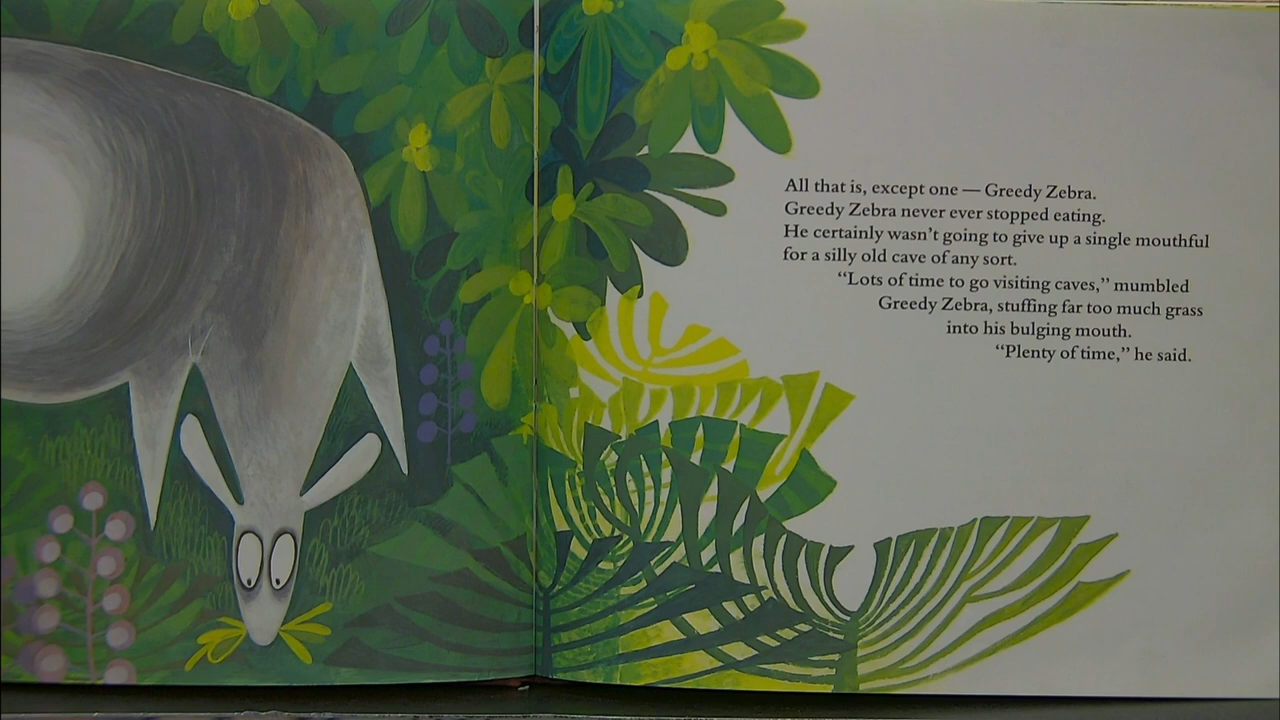 All that is, except one — Greedy Zebra.
Greedy Zebra never ever stopped eating.
He certainly wasn't going to give up a single mouthful
for a silly old cave of any sort.
“Lots of time to go visiting caves,” mumbled
Greedy Zebra, stuffing far too much grass
into his bulging mouth.
“Plenty of time,” he said.